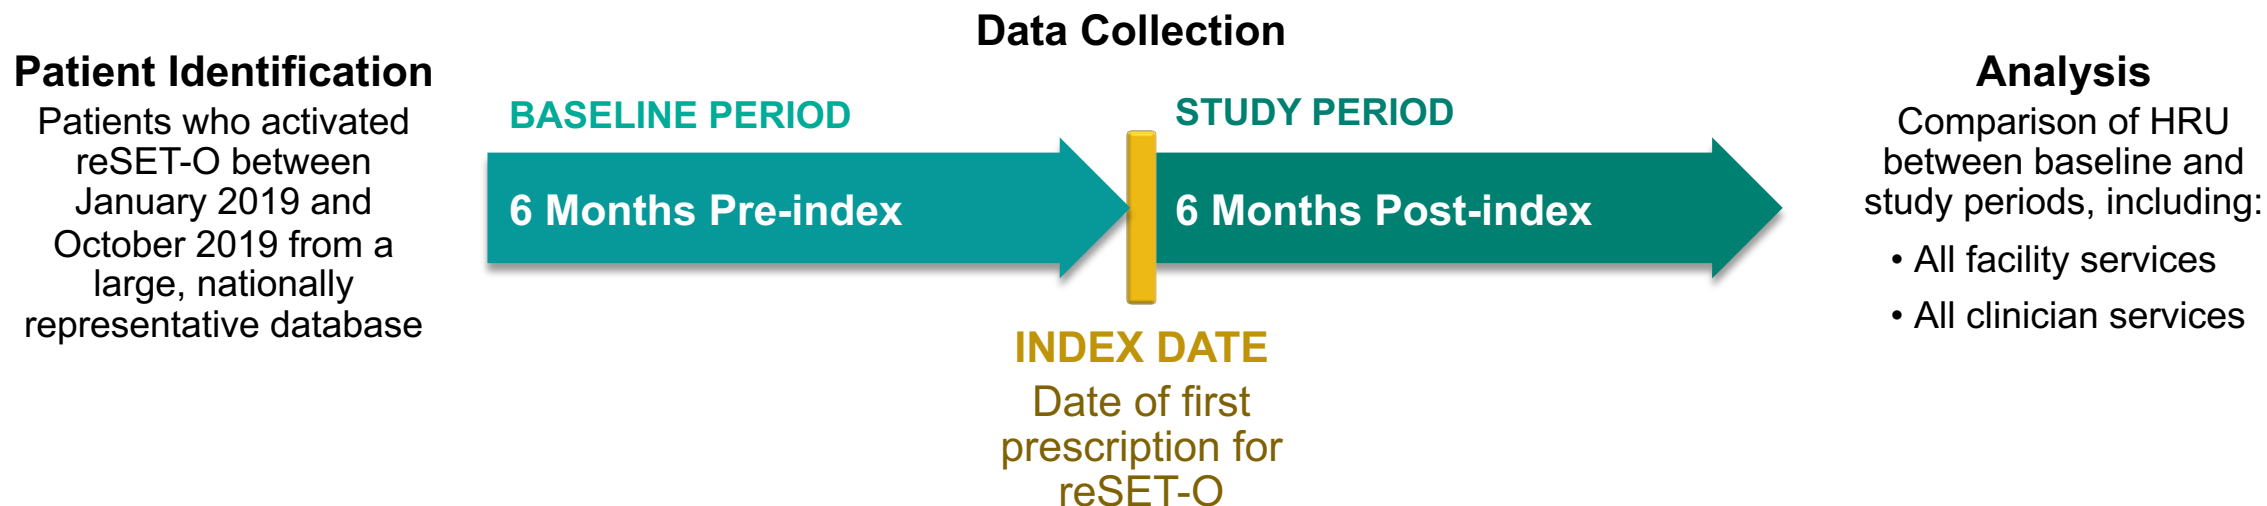 Data Collection
Patient Identification
Patients who activated
reSET-O between
January 2019 and
October 2019 from a
large, nationally
representative database
BASELINE PERIOD
6 Months Pre-index
STUDY PERIOD
6 Months Post-index
INDEX DATE
Date of first
prescription for
reSET-O
Analysis
Comparison of HRU
between baseline and
study periods, including:
• All facility services
• All clinician services